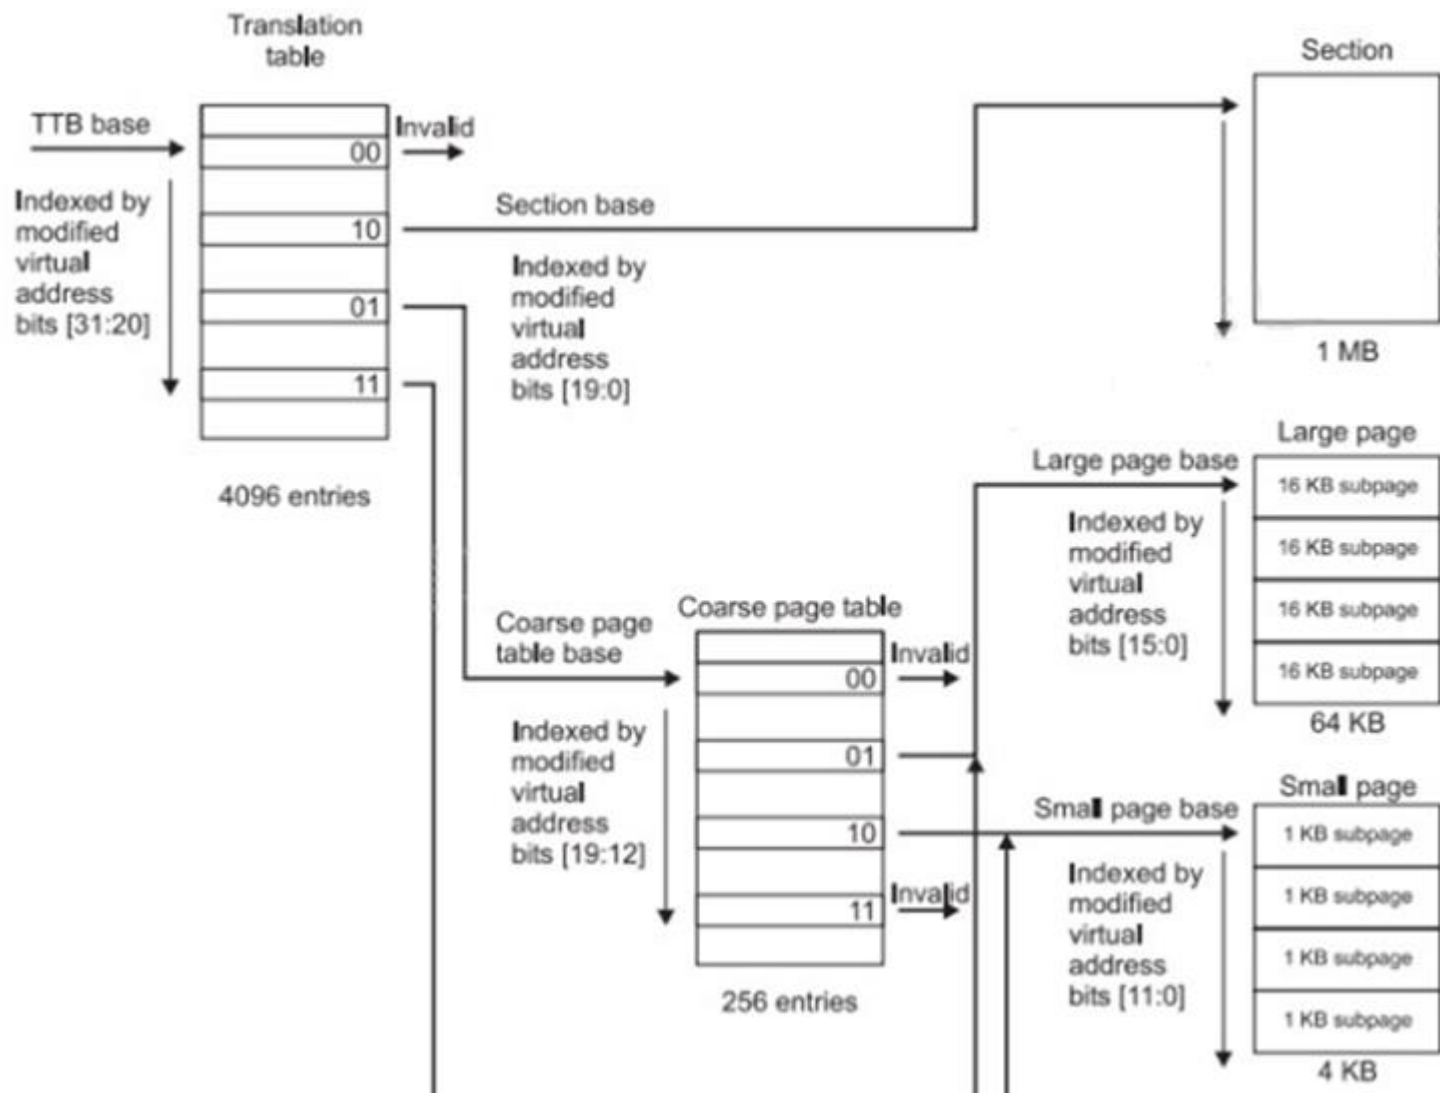 Translation
table
TTB base
Indexed by
modified
virtual
address
bits [31:20]
00
Invalid
10
01
11
4096 entries
Section base
Indexed by
modified
virtual
address
bits [19:0]
Section
1 MB
Coarse page
table base
Indexed by
modified
virtual
address
bits [19:12]
Coarse page table
00
Invalid
01
10
11
Invalid
256 entries
Large page base
Indexed by
modified
virtual
address
bits [15:0]
Large page
16 KB subpage
16 KB subpage
16 KB subpage
16 KB subpage
64 KB
Small page base
Indexed by
modified
virtual
address
bits [11:0]
Small page
1 KB subpage
1 KB subpage
1 KB subpage
1 KB subpage
4 KB